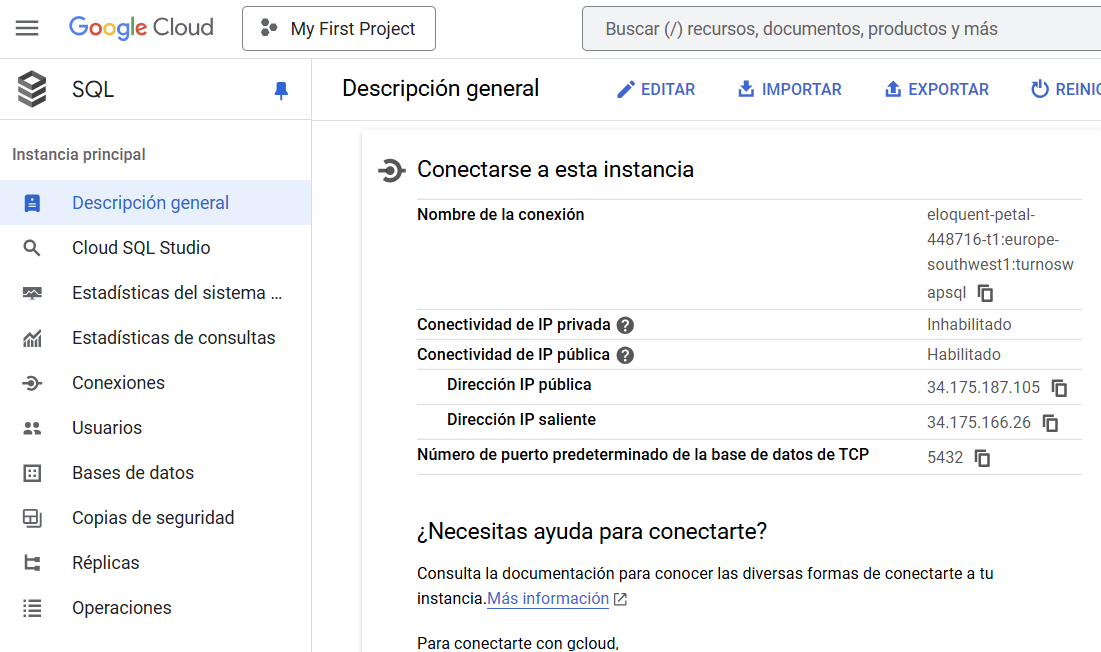 Google Cloud
My First Project
Buscar (/) recursos, documentos, productos y más
SQL
Descripción general
EDITAR
IMPORTAR
EXPORTAR
REINIC
Instancia principal
Descripción general
Cloud SQL Studio
Estadísticas del sistema ...
Estadísticas de consultas
Conexiones
Usuarios
Bases de datos
Copias de seguridad
Réplicas
Operaciones
Conectarse a esta instancia
Nombre de la conexión
eloquent-petal-
448716-t1:europe-
southwest1:turnosw
apsql
Conectividad de IP privada
Inhabilitado
Conectividad de IP pública
Habilitado
Dirección IP pública
34.175.187.105
Dirección IP saliente
34.175.166.26
Número de puerto predeterminado de la base de datos de TCP
5432
¿Necesitas ayuda para conectarte?
Consulta la documentación para conocer las diversas formas de conectarte a tu
instancia.Más información
Para conectarte con gcloud,